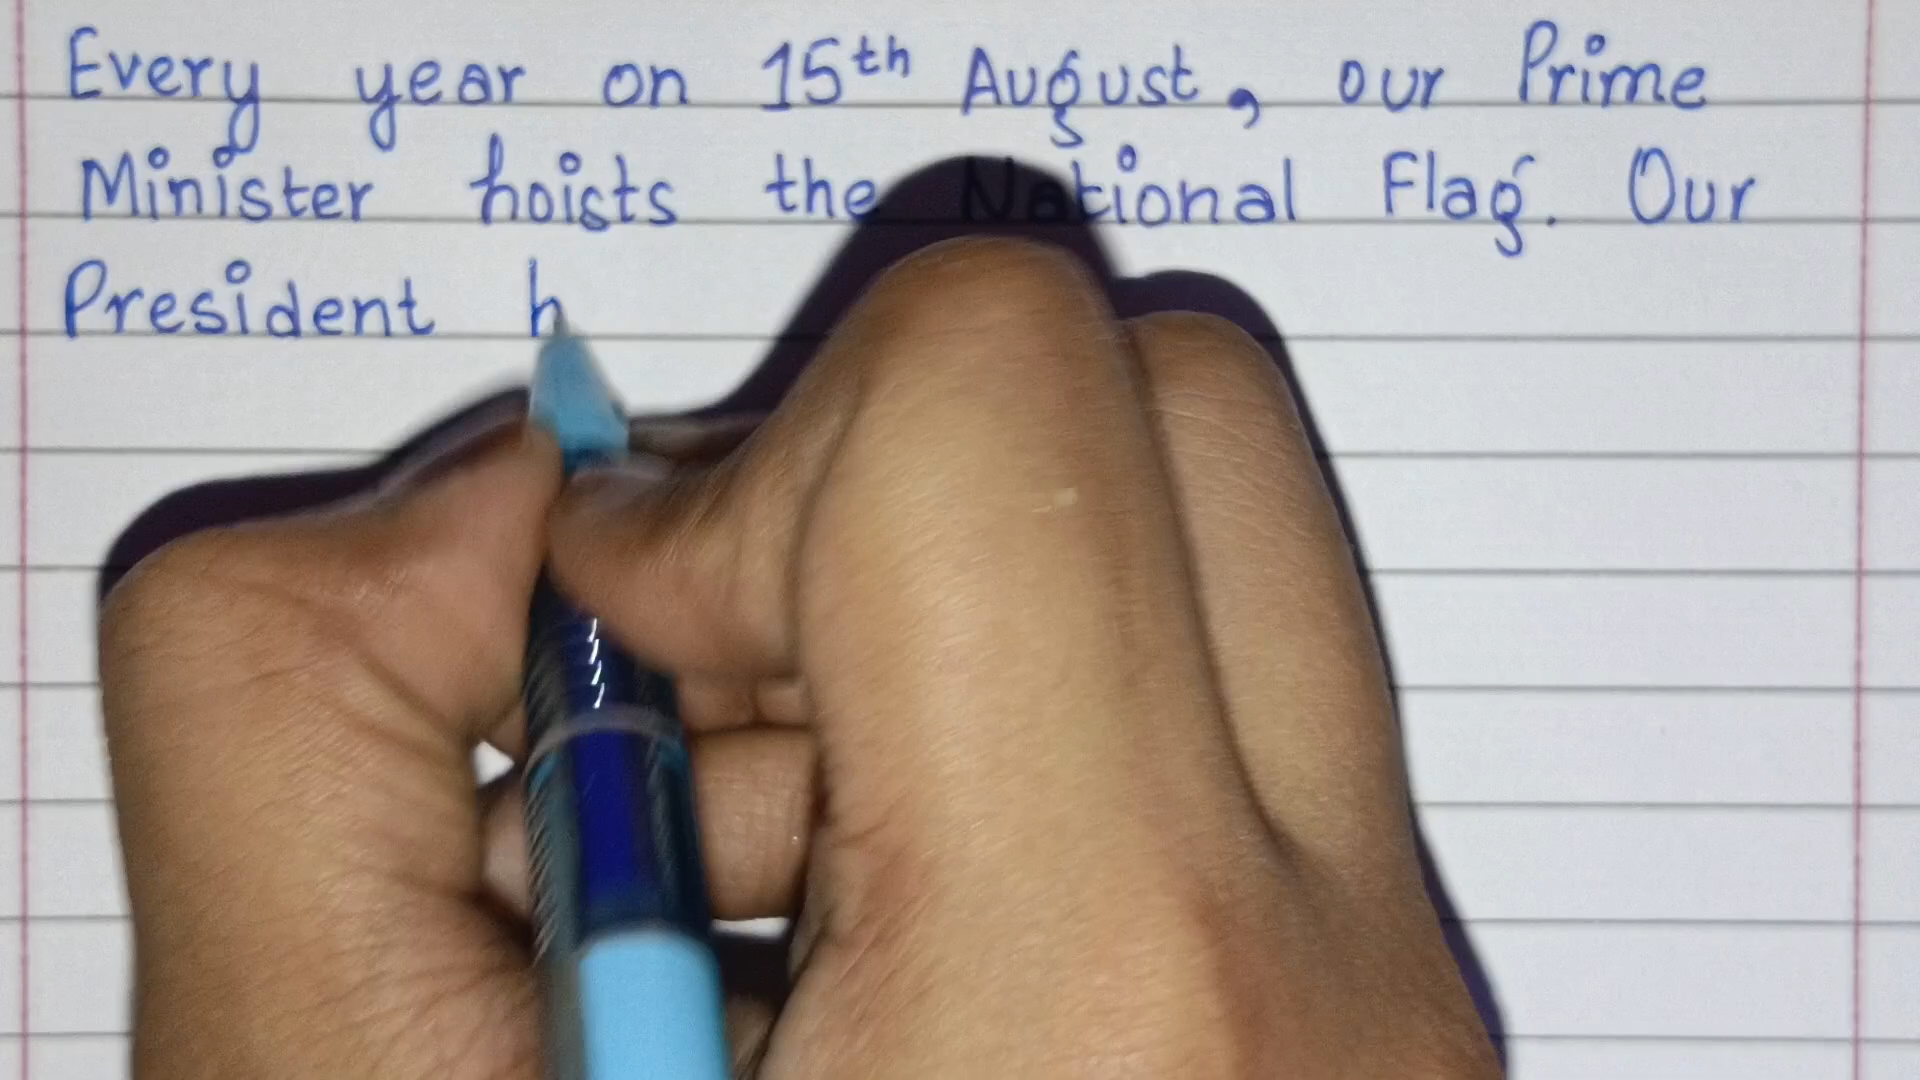 Every year on 15th August, our Prime
Minister hoists the National Flag. Our
President h